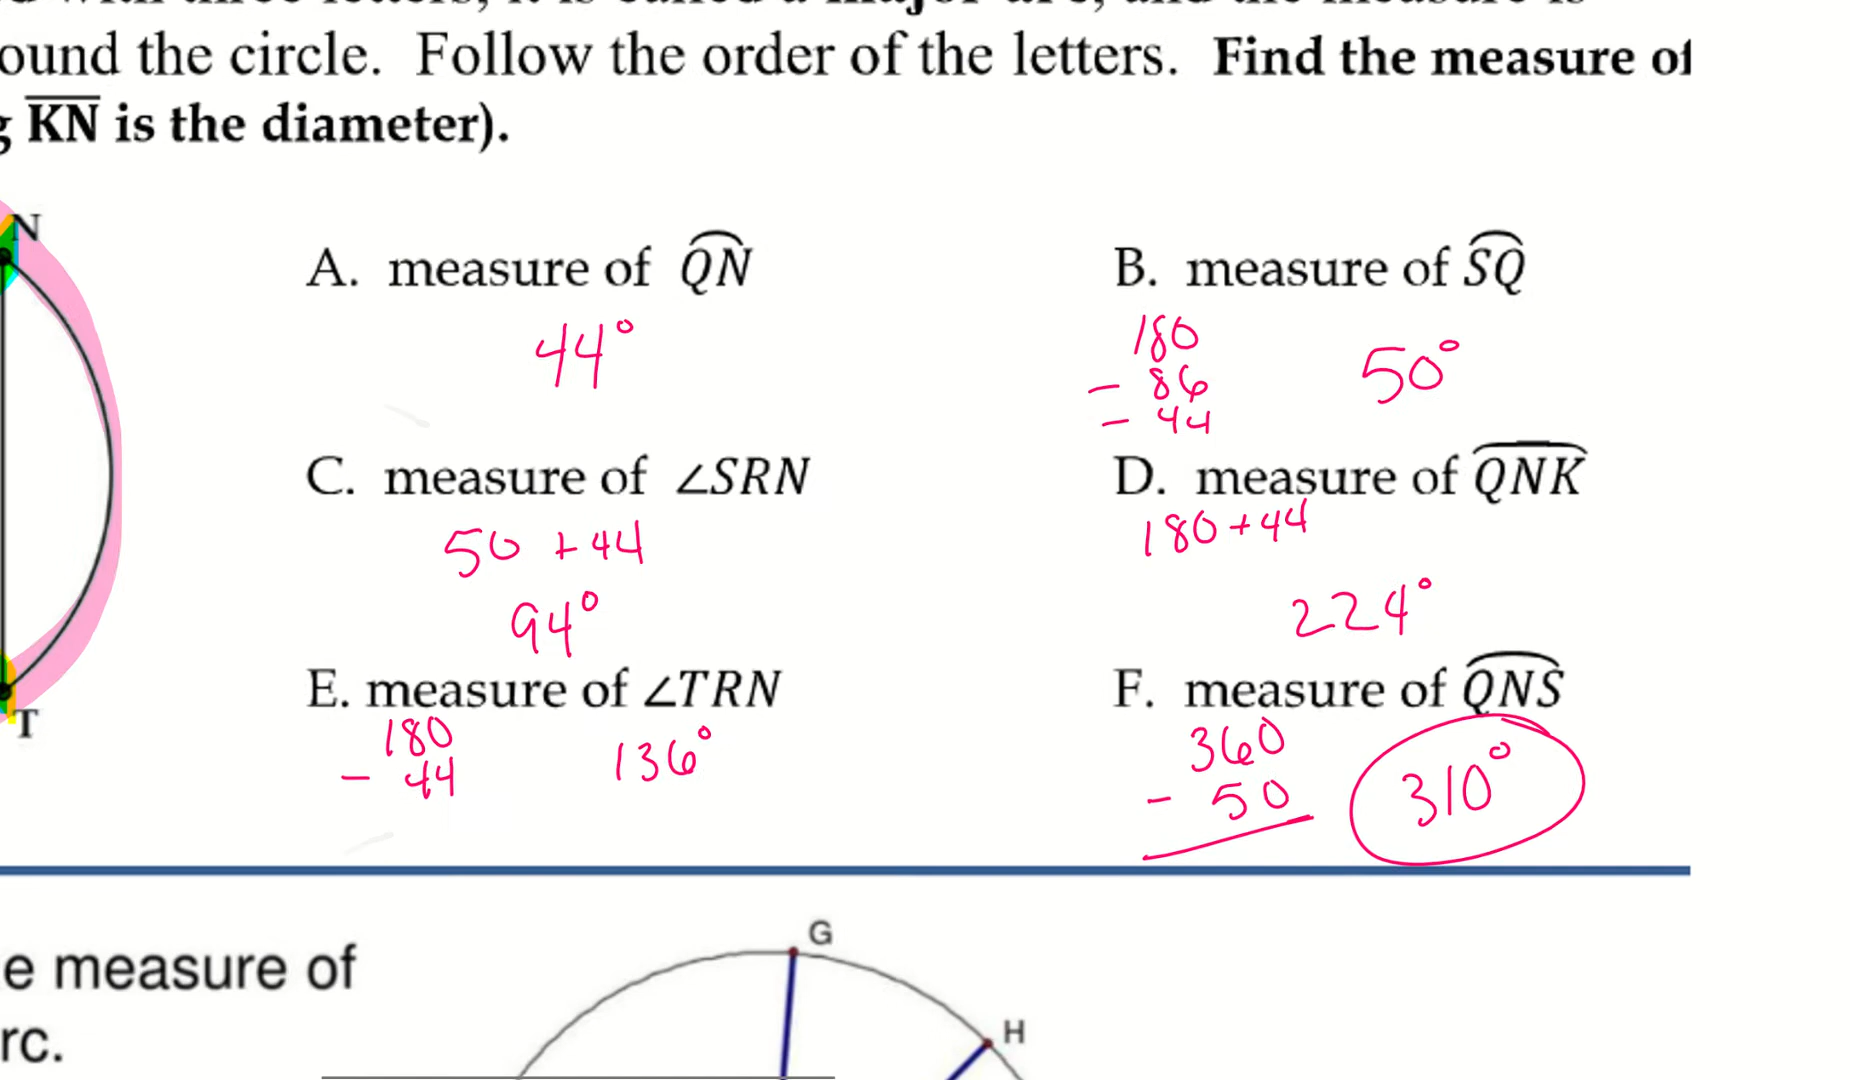 ound the circle. Follow the order of the letters. Find the measure of
KN is the diameter).
N
A. measure of QN
B. measure of SQ
44°
180
- 86
- 44
50°
C. measure of ∠SRN
D. measure of QNK
50 + 44
180+44
94°
224°
E. measure of ∠TRN
F. measure of QNS
T
180
- 44
136°
360
- 50
310°
G
e measure of
H
rc.